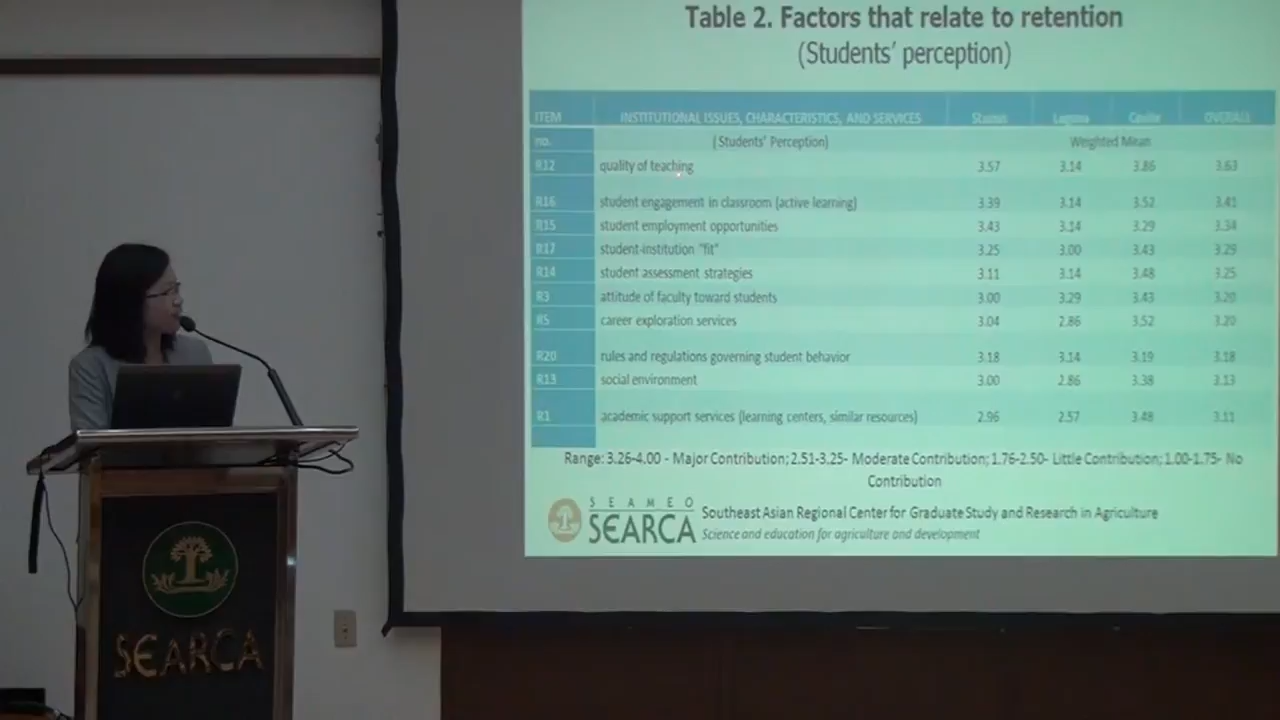 Table 2. Factors that relate to retention
(Students' perception)
ITEM INSTITUTIONAL ISSUES, CHARACTERISTICS, AND SERVICES Laguna Cavite OVERALL
no. (Students' Perception) Weighted Mean
R12 quality of teaching 3.57 3.14 3.86 3.63
R16 student engagement in classroom (active learning) 3.39 3.14 3.52 3.41
R15 student employment opportunities 3.43 3.14 3.29 3.34
R17 student-institution "fit" 3.25 3.00 3.43 3.29
R14 student assessment strategies 3.11 3.14 3.48 3.25
R3 attitude of faculty toward students 3.00 3.29 3.43 3.20
R5 career exploration services 3.04 2.86 3.52 3.20
R20 rules and regulations governing student behavior 3.18 3.14 3.19 3.18
R13 social environment 3.00 2.86 3.38 3.13
R1 academic support services (learning centers, similar resources) 2.96 2.57 3.48 3.11
Range: 3.26-4.00 - Major Contribution; 2.51-3.25- Moderate Contribution; 1.76-2.50- Little Contribution; 1.00-1.75- No
Contribution
SEAMEO
SEARCA
Southeast Asian Regional Center for Graduate Study and Research in Agriculture
Science and education for agriculture and development
SEARCA